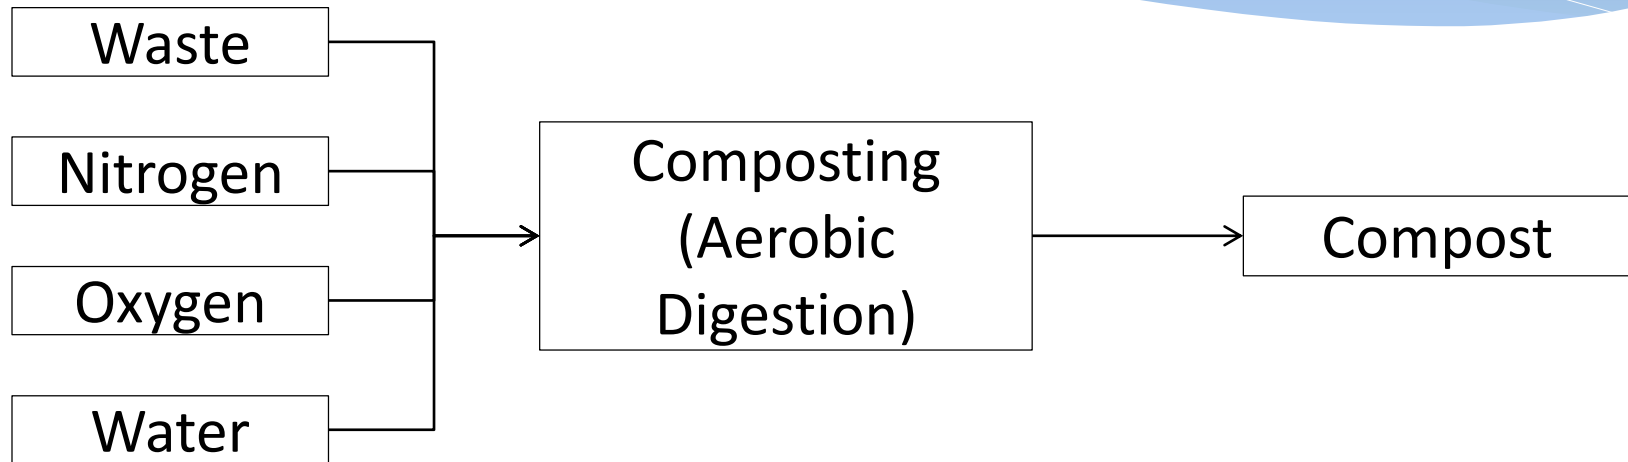 Waste
Nitrogen
Oxygen
Water
Composting
(Aerobic
Digestion)
Compost